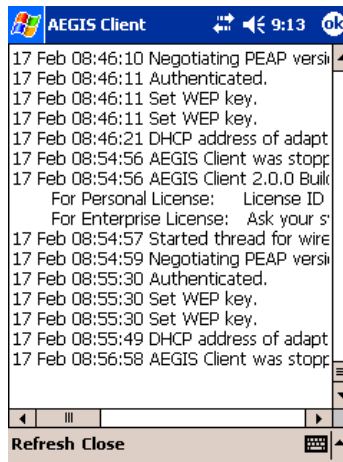 AEGIS Client 9:13 ok
17 Feb 08:46:10 Negotiating PEAP versi
17 Feb 08:46:11 Authenticated.
17 Feb 08:46:11 Set WEP key.
17 Feb 08:46:11 Set WEP key.
17 Feb 08:46:21 DHCP address of adapt
17 Feb 08:54:56 AEGIS Client was stopp
17 Feb 08:54:56 AEGIS Client 2.0.0 Build
For Personal License: License ID
For Enterprise License: Ask your s
17 Feb 08:54:57 Started thread for wire
17 Feb 08:54:59 Negotiating PEAP versi
17 Feb 08:55:30 Authenticated.
17 Feb 08:55:30 Set WEP key.
17 Feb 08:55:30 Set WEP key.
17 Feb 08:55:49 DHCP address of adapt
17 Feb 08:56:58 AEGIS Client was stopp
Refresh Close